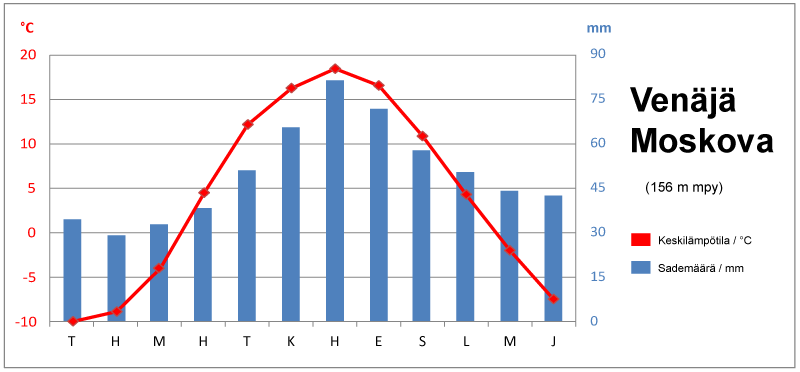 °C
mm
20
15
10
5
0
-5
-10
90
75
60
45
30
15
0
T H M H T K H E S L M J
Venäjä
Moskova
(156 m mpy)
Keskilämpötila / °C
Sademäärä / mm